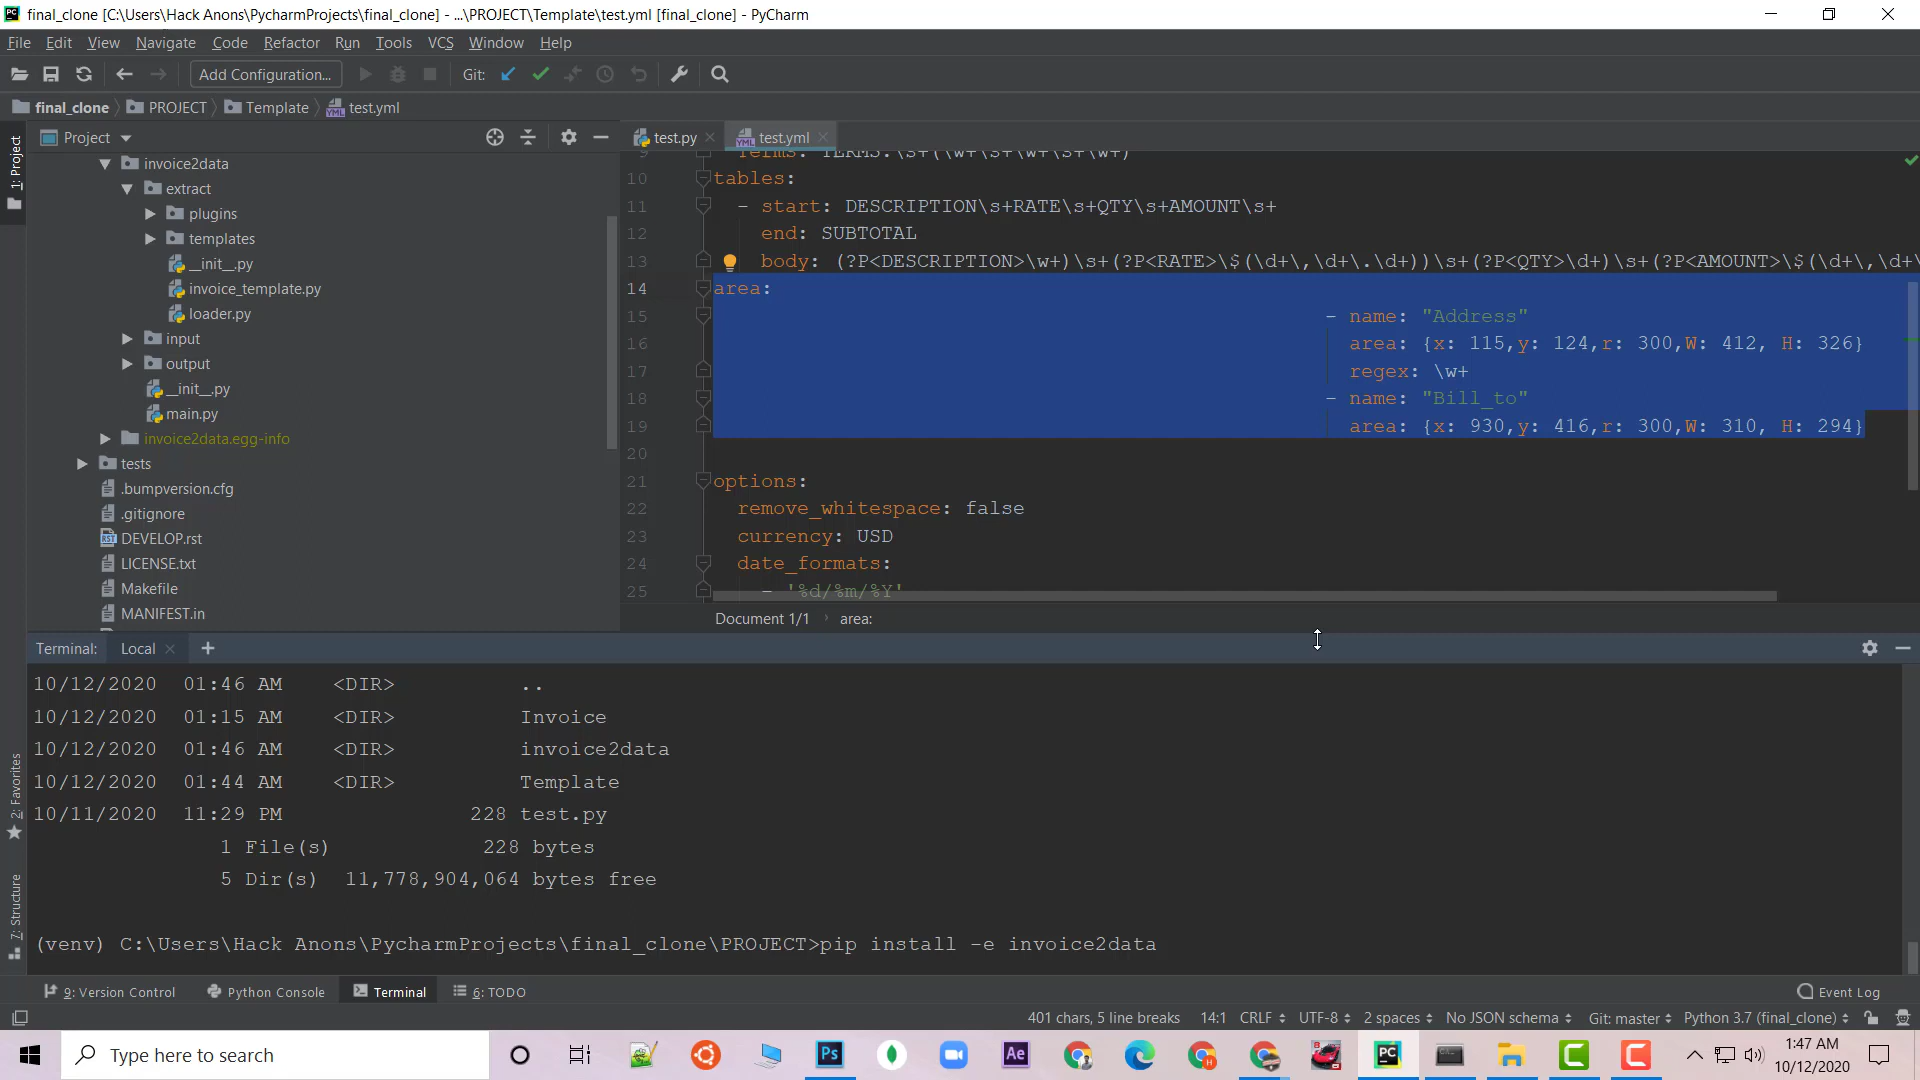 final_clone [C:\Users\Hack Anons\PycharmProjects\final_clone] - ...\PROJECT\Template\test.yml [final_clone] - PyCharm
File Edit View Navigate Code Refactor Run Tools VCS Window Help
Add Configuration... Git:
final_clone PROJECT Template test.yml
Project
1: Project
invoice2data
extract
plugins
templates
__init__.py
invoice_template.py
loader.py
input
output
__init__.py
main.py
invoice2data.egg-info
tests
.bumpversion.cfg
.gitignore
DEVELOP.rst
LICENSE.txt
Makefile
MANIFEST.in
test.py test.yml
9 Terms: TERMS:\s+(\w+\s+\w+\s+\w+)
10 tables:
11 - start: DESCRIPTION\s+RATE\s+QTY\s+AMOUNT\s+
12 end: SUBTOTAL
13 body: (?P<DESCRIPTION>\w+)\s+(?P<RATE>\$(\d+\,\d+\.\d+))\s+(?P<QTY>\d+)\s+(?P<AMOUNT>\$(\d+\,\d+\
14 area:
15 - name: "Address"
16 area: {x: 115,y: 124,r: 300,W: 412, H: 326}
17 regex: \w+
18 - name: "Bill_to"
19 area: {x: 930,y: 416,r: 300,W: 310, H: 294}
20
21 options:
22 remove_whitespace: false
23 currency: USD
24 date_formats:
25 - '%d/%m/%Y'
Document 1/1 area:
Terminal: Local
10/12/2020 01:46 AM <DIR> ..
10/12/2020 01:15 AM <DIR> Invoice
10/12/2020 01:46 AM <DIR> invoice2data
10/12/2020 01:44 AM <DIR> Template
10/11/2020 11:29 PM 228 test.py
1 File(s) 228 bytes
5 Dir(s) 11,778,904,064 bytes free
(venv) C:\Users\Hack Anons\PycharmProjects\final_clone\PROJECT>pip install -e invoice2data
2: Favorites
7: Structure
9: Version Control Python Console Terminal 6: TODO Event Log
401 chars, 5 line breaks 14:1 CRLF UTF-8 2 spaces No JSON schema Git: master Python 3.7 (final_clone)
Type here to search
Ps
Ae
PC
1:47 AM
10/12/2020